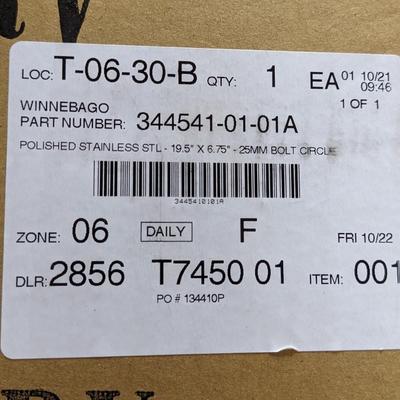 LOC: T-06-30-B QTY: 1 EA 01 10/21
09:46
WINNEBAGO 1 OF 1
PART NUMBER: 344541-01-01A
POLISHED STAINLESS STL - 19.5" X 6.75" - 25MM BOLT CIRCLE
3445410101A
ZONE: 06 DAILY F FRI 10/22
DLR: 2856 T7450 01 ITEM: 001
PO # 134410P